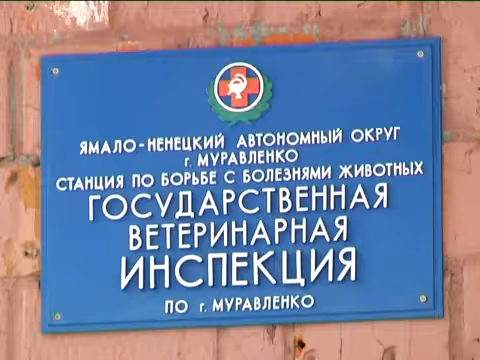 ЯМАЛО-НЕНЕЦКИЙ АВТОНОМНЫЙ ОКРУГ
г. МУРАВЛЕНКО
СТАНЦИЯ ПО БОРЬБЕ С БОЛЕЗНЯМИ ЖИВОТНЫХ
ГОСУДАРСТВЕННАЯ
ВЕТЕРИНАРНАЯ
ИНСПЕКЦИЯ
ПО г. МУРАВЛЕНКО